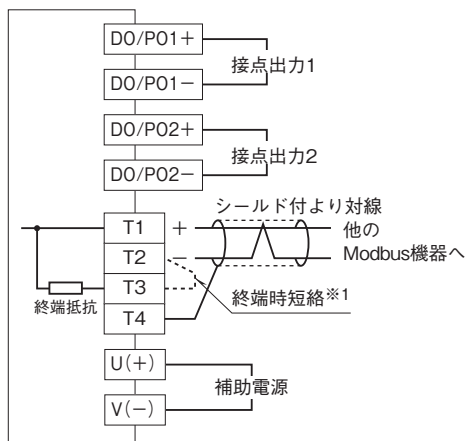 DO/PO1+
接点出力1
DO/PO1−
DO/PO2+
接点出力2
DO/PO2−
シールド付より対線
T1 +
他の
Modbus機器へ
T2 −
T3
終端抵抗
終端時短絡※1
T4
U(+)
補助電源
V(−)